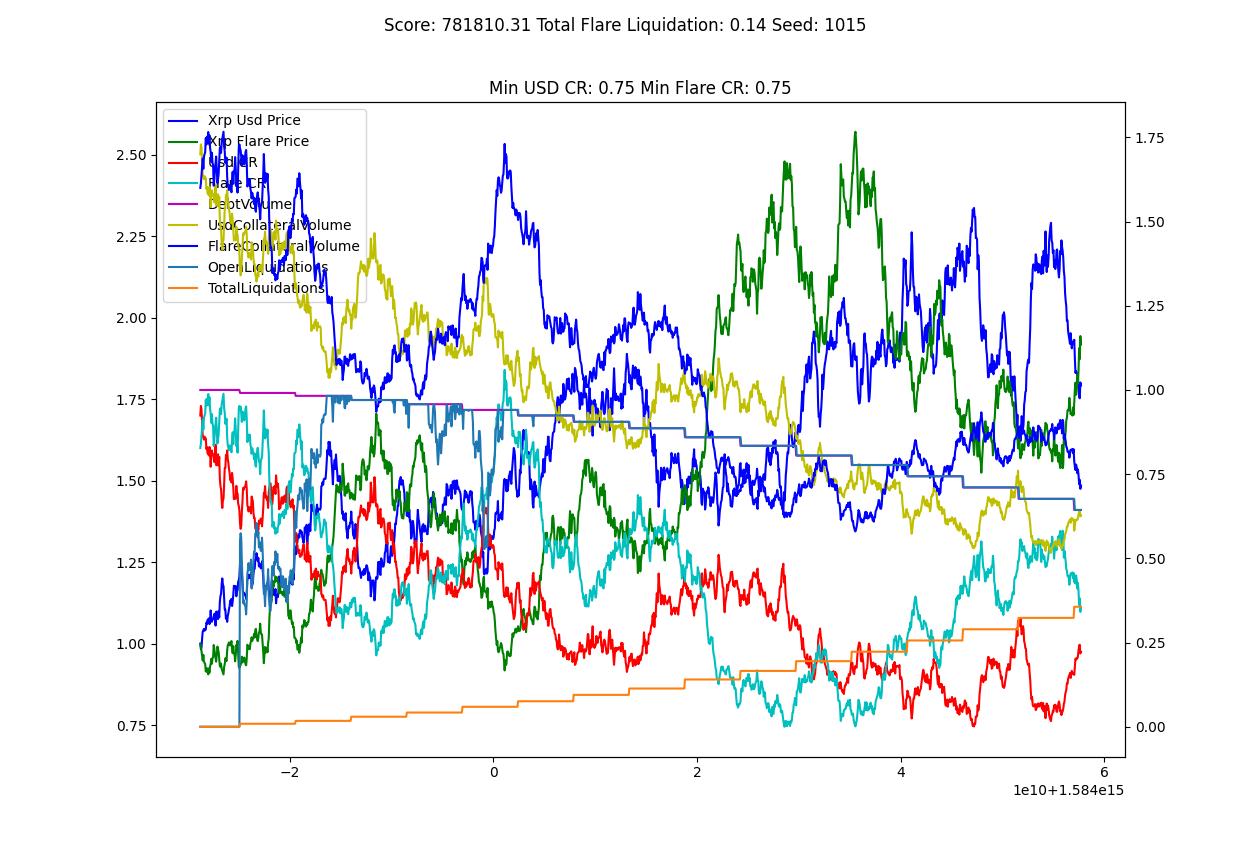 Score: 781810.31 Total Flare Liquidation: 0.14 Seed: 1015
Min USD CR: 0.75 Min Flare CR: 0.75
Xrp Usd Price
Xrp Flare Price
Usd CR
Flare CR
DebtVolume
UsdCollateralVolume
FlareCollateralVolume
OpenLiquidations
TotalLiquidations
2.50
2.25
2.00
1.75
1.50
1.25
1.00
0.75
1.75
1.50
1.25
1.00
0.75
0.50
0.25
0.00
−2 0 2 4 6
1e10+1.584e15